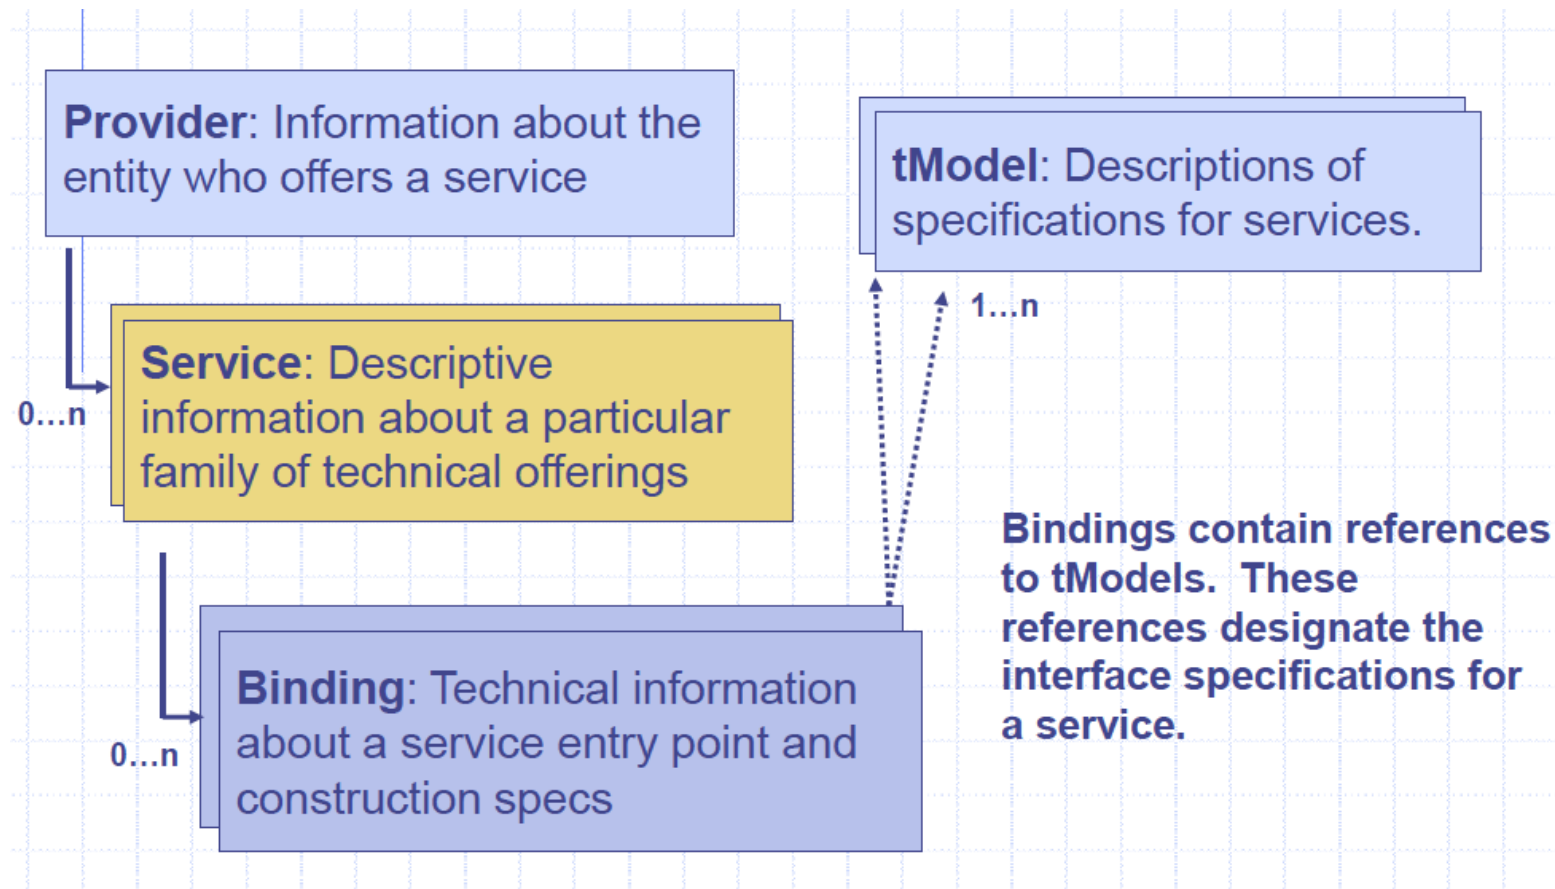 Provider: Information about the
entity who offers a service
tModel: Descriptions of
specifications for services.
1...n
Service: Descriptive
information about a particular
family of technical offerings
0...n
Bindings contain references
to tModels.  These
references designate the
interface specifications for
a service.
Binding: Technical information
about a service entry point and
construction specs
0...n